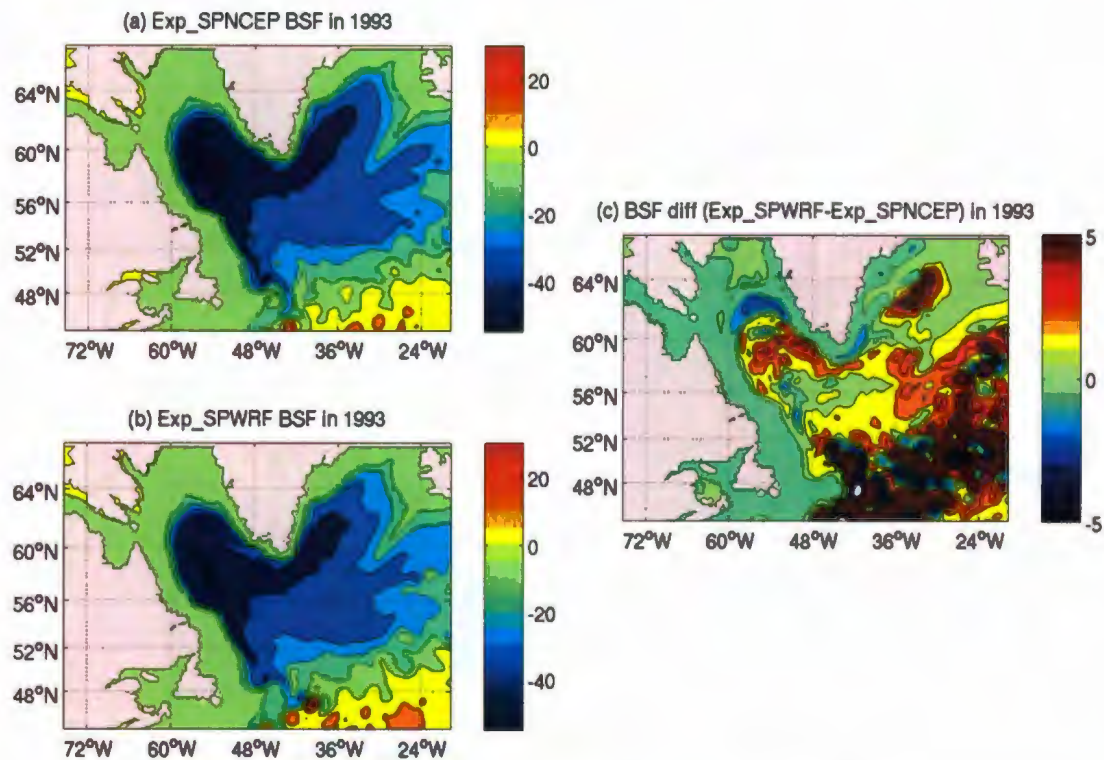 (a) Exp_SPNCEP BSF in 1993
64°N
60°N
56°N
52°N
48°N
72°W 60°W 48°W 36°W 24°W
20
0
-20
-40
(b) Exp_SPWRF BSF in 1993
64°N
60°N
56°N
52°N
48°N
72°W 60°W 48°W 36°W 24°W
20
0
-20
-40
(c) BSF diff (Exp_SPWRF-Exp_SPNCEP) in 1993
64°N
60°N
56°N
52°N
48°N
72°W 60°W 48°W 36°W 24°W
5
0
-5